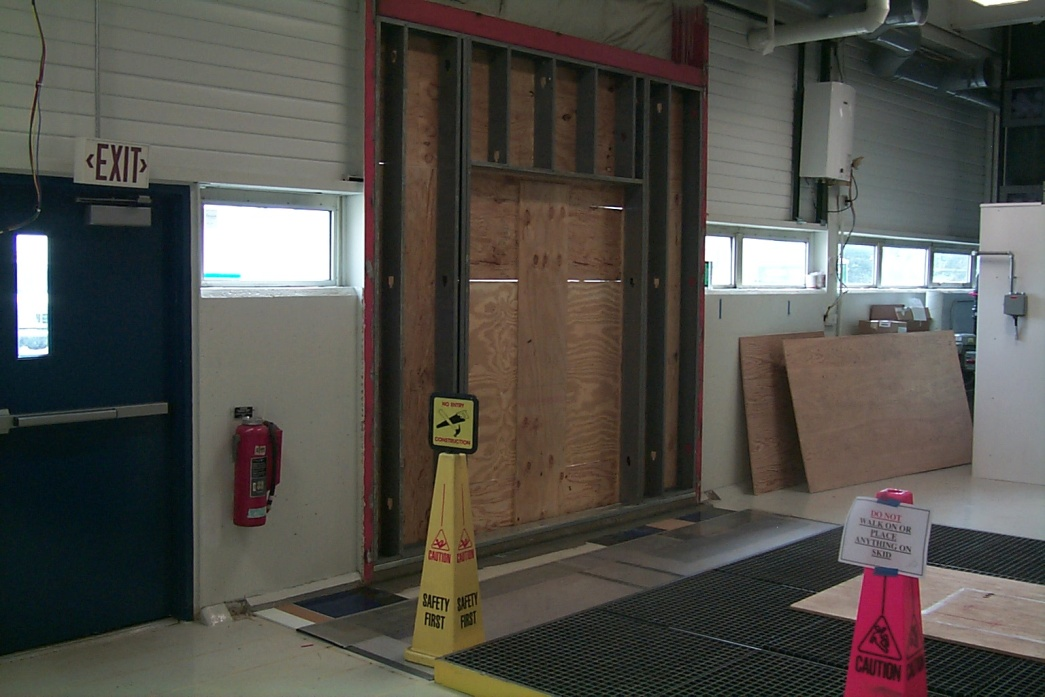 <EXIT>
NO ENTRY
CONSTRUCTION
CAUTION
CAUTION
SAFETY
FIRST
SAFETY
FIRST
DO NOT
WALK ON OR
PLACE
ANYTHING ON
SKID
CAUTION